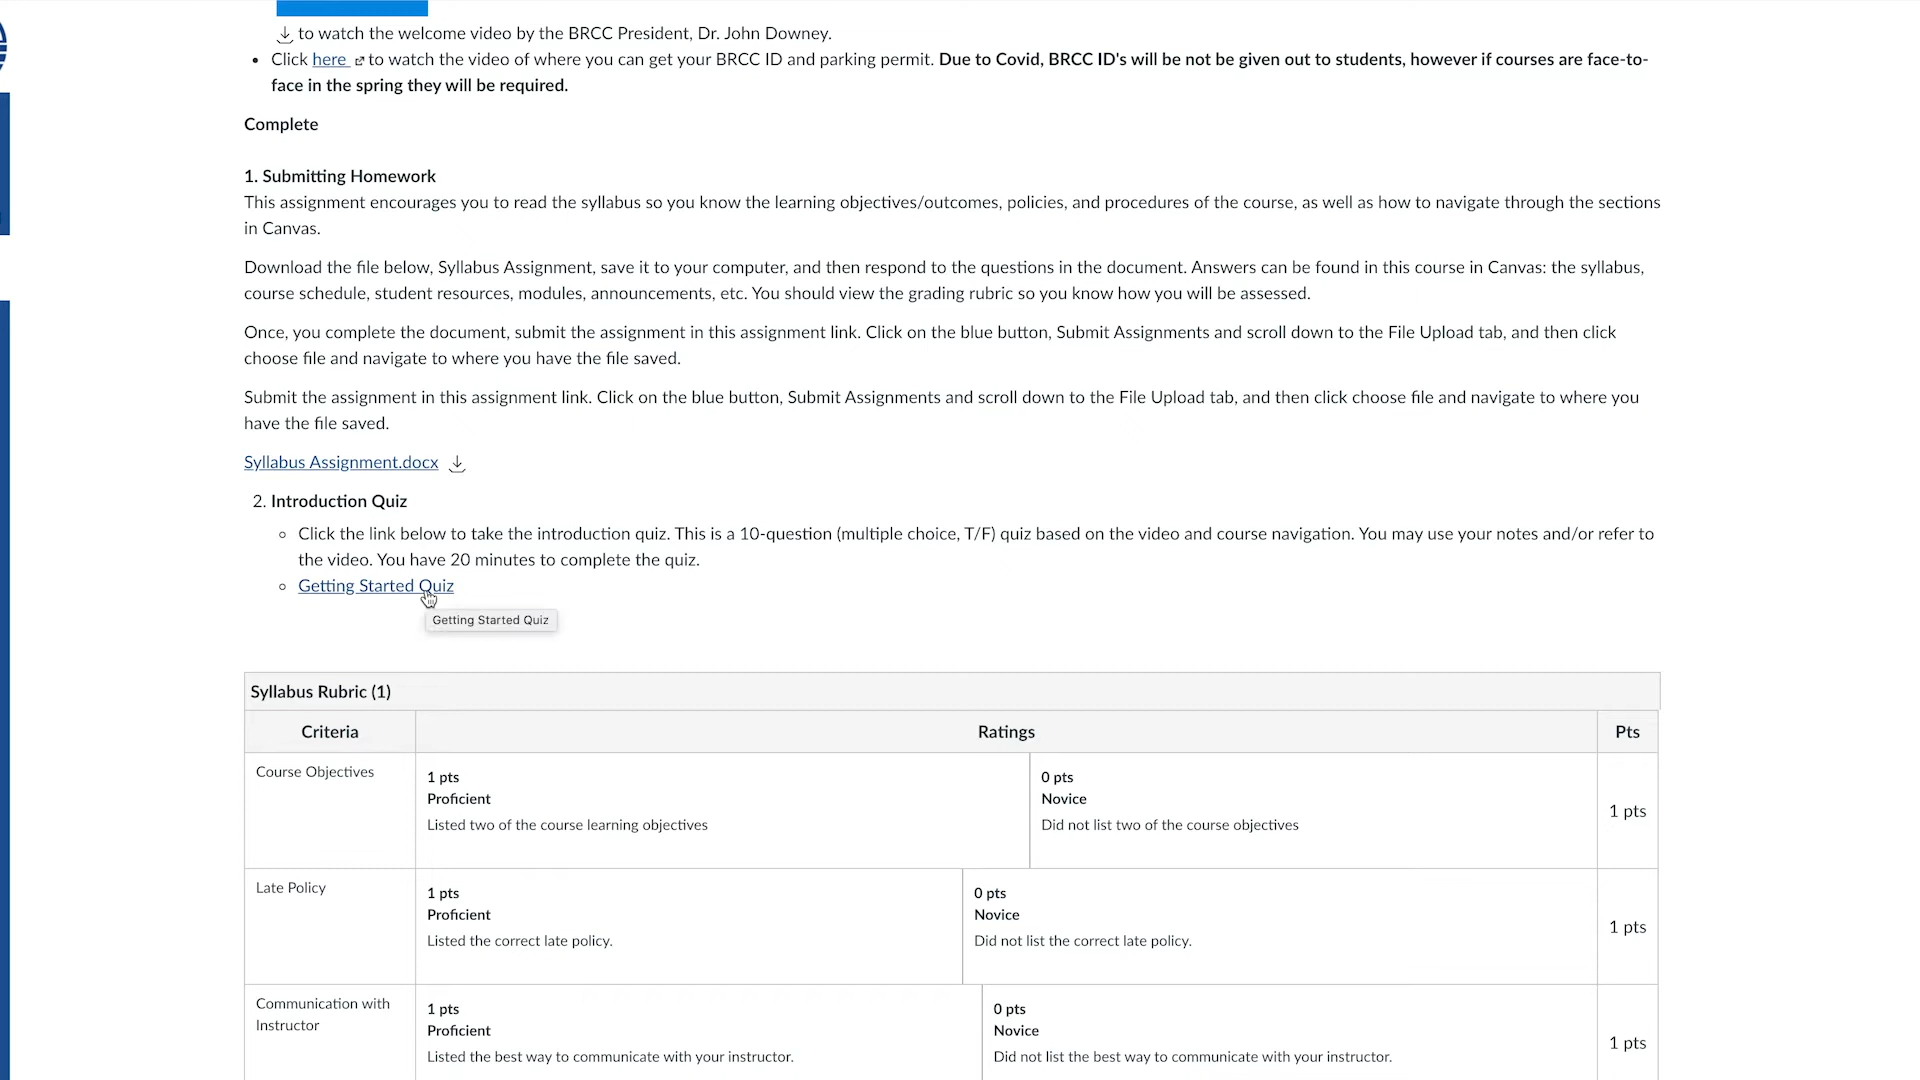 to watch the welcome video by the BRCC President, Dr. John Downey.
Click here to watch the video of where you can get your BRCC ID and parking permit. Due to Covid, BRCC ID's will be not be given out to students, however if courses are face-to-
face in the spring they will be required.
Complete
1. Submitting Homework
This assignment encourages you to read the syllabus so you know the learning objectives/outcomes, policies, and procedures of the course, as well as how to navigate through the sections
in Canvas.
Download the file below, Syllabus Assignment, save it to your computer, and then respond to the questions in the document. Answers can be found in this course in Canvas: the syllabus,
course schedule, student resources, modules, announcements, etc. You should view the grading rubric so you know how you will be assessed.
Once, you complete the document, submit the assignment in this assignment link. Click on the blue button, Submit Assignments and scroll down to the File Upload tab, and then click
choose file and navigate to where you have the file saved.
Submit the assignment in this assignment link. Click on the blue button, Submit Assignments and scroll down to the File Upload tab, and then click choose file and navigate to where you
have the file saved.
Syllabus Assignment.docx
2. Introduction Quiz
Click the link below to take the introduction quiz. This is a 10-question (multiple choice, T/F) quiz based on the video and course navigation. You may use your notes and/or refer to
the video. You have 20 minutes to complete the quiz.
Getting Started Quiz
Getting Started Quiz
Syllabus Rubric (1)
Criteria Ratings Pts
Course Objectives
1 pts
Proficient
Listed two of the course learning objectives
0 pts
Novice
Did not list two of the course objectives
1 pts
Late Policy
1 pts
Proficient
Listed the correct late policy.
0 pts
Novice
Did not list the correct late policy.
1 pts
Communication with
Instructor
1 pts
Proficient
Listed the best way to communicate with your instructor.
0 pts
Novice
Did not list the best way to communicate with your instructor.
1 pts